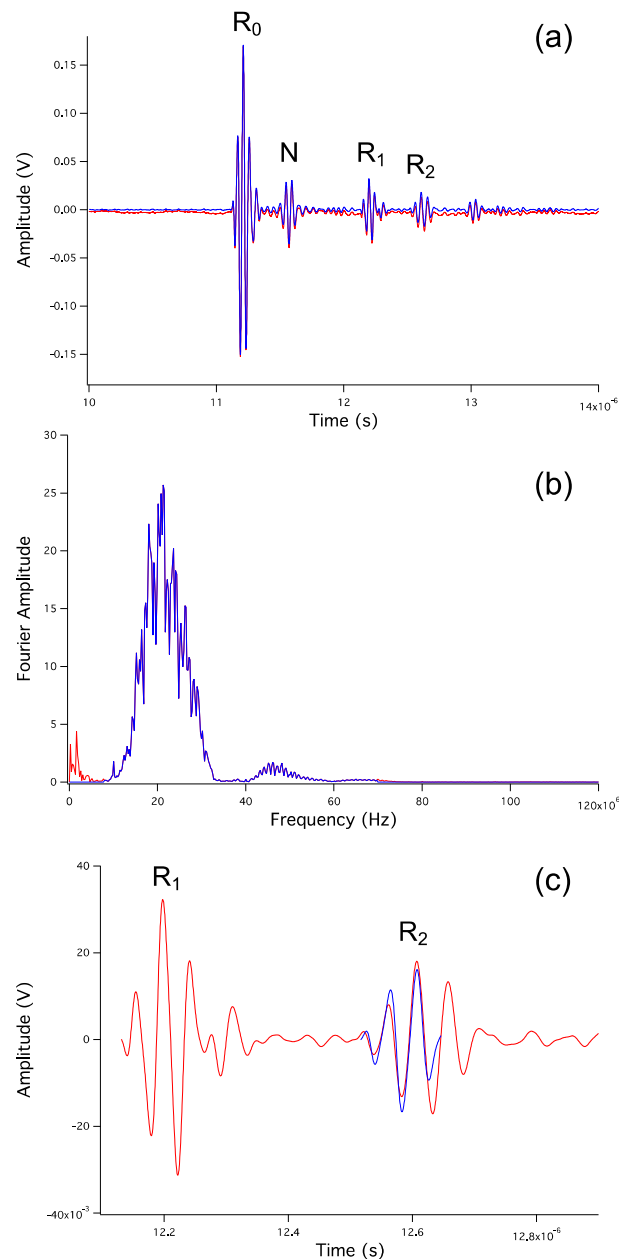 R₀
(a)
0.15
0.10
0.05
0.00
-0.05
-0.10
-0.15
N
R₁
R₂
Amplitude (V)
10
11
12
13
14x10⁻⁶
Time (s)
(b)
30
25
20
15
10
5
0
Fourier Amplitude
0
20
40
60
80
100
120x10⁶
Frequency (Hz)
(c)
R₁
R₂
40
20
0
-20
-40x10⁻³
Amplitude (V)
12.2
12.4
12.6
12.8x10⁻⁶
Time (s)